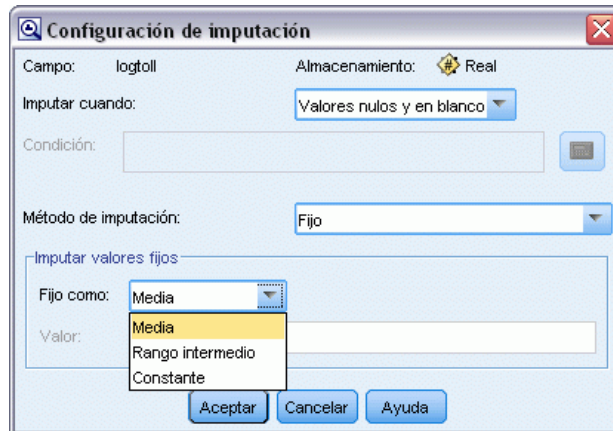 Configuración de imputación
Campo: logtoll Almacenamiento: Real
Imputar cuando: Valores nulos y en blanco
Condición:
Método de imputación: Fijo
Imputar valores fijos
Fijo como: Media
Valor:
Media
Rango intermedio
Constante
Aceptar Cancelar Ayuda